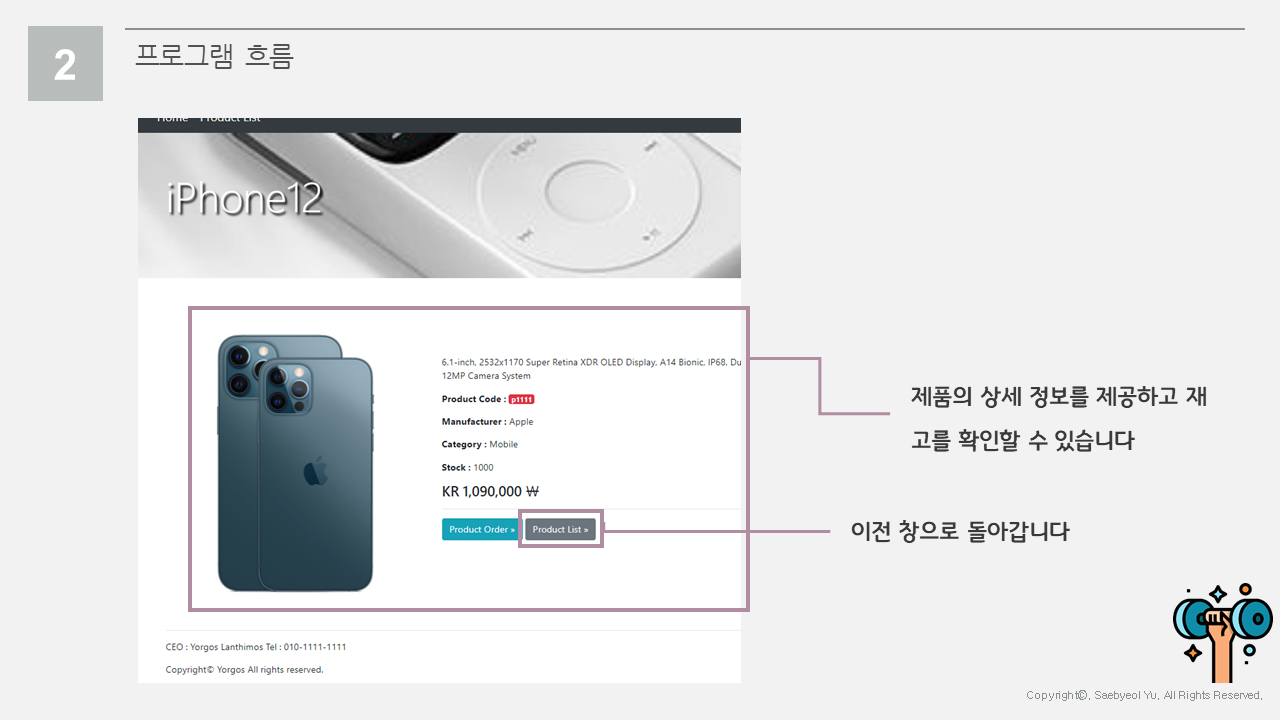 2
프로그램 흐름
Home Product List
MENU
iPhone12
6.1-inch, 2532x1170 Super Retina XDR OLED Display, A14 Bionic, IP68, Du
12MP Camera System
Product Code : p1111
Manufacturer : Apple
Category : Mobile
Stock : 1000
KR 1,090,000 ₩
Product Order » Product List »
제품의 상세 정보를 제공하고 재
고를 확인할 수 있습니다
이전 창으로 돌아갑니다
CEO : Yorgos Lanthimos Tel : 010-1111-1111
Copyright© Yorgos All rights reserved.
Copyright©. Saebyeol Yu. All Rights Reserved.